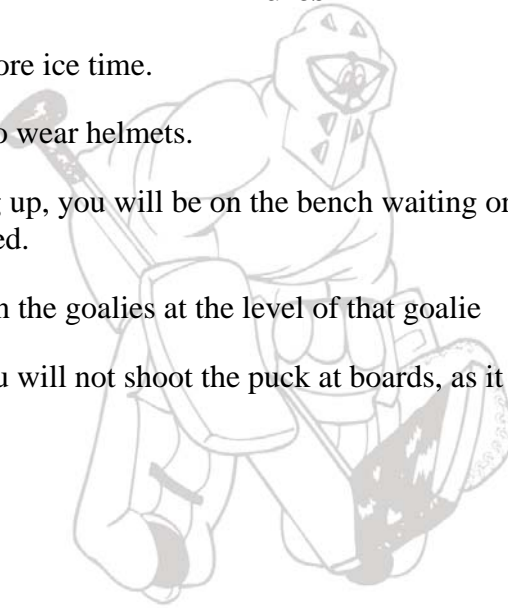 ore ice time.
o wear helmets.
g up, you will be on the bench waiting or
ed.
n the goalies at the level of that goalie
u will not shoot the puck at boards, as it